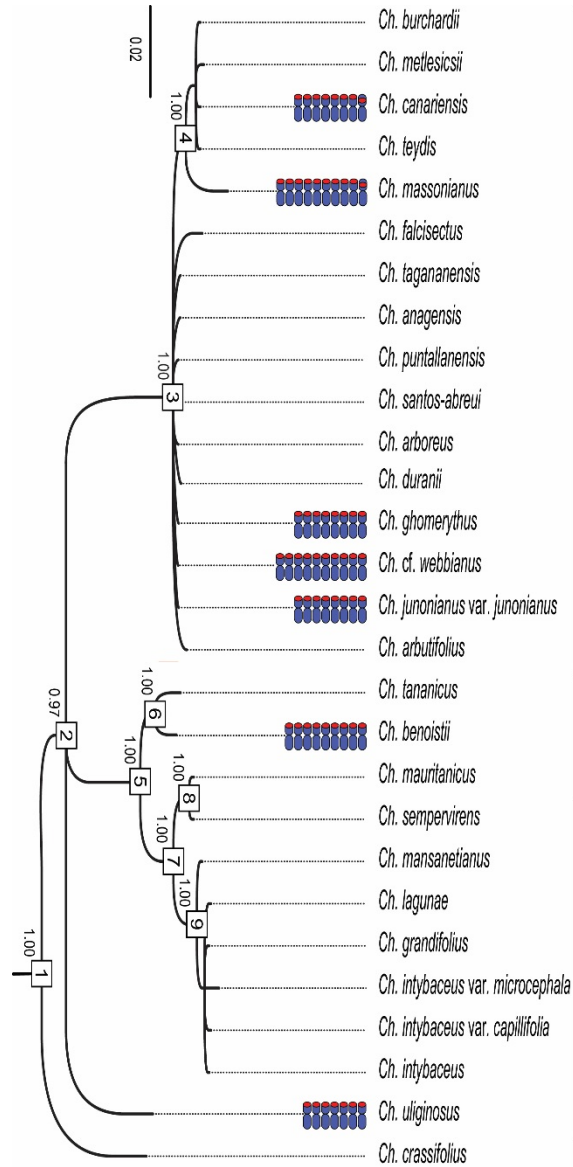 Ch. burchardii
0.02
Ch. metlesicsii
1.00
Ch. canariensis
4
Ch. teydis
Ch. massonianus
Ch. falcisectus
Ch. tagananensis
Ch. anagensis
Ch. puntallanensis
1.00
3
Ch. santos-abreui
Ch. arboreus
Ch. duranii
Ch. ghomerythus
Ch. cf. webbianus
Ch. junonianus var. junonianus
Ch. arbutifolius
1.00
Ch. tananicus
6
0.97
2
Ch. benoistii
1.00
5
1.00
Ch. mauritanicus
8
Ch. sempervirens
1.00
7
Ch. mansanetianus
1.00
9
Ch. lagunae
1.00
Ch. grandifolius
1
Ch. intybaceus var. microcephala
Ch. intybaceus var. capillifolia
Ch. intybaceus
Ch. uliginosus
Ch. crassifolius